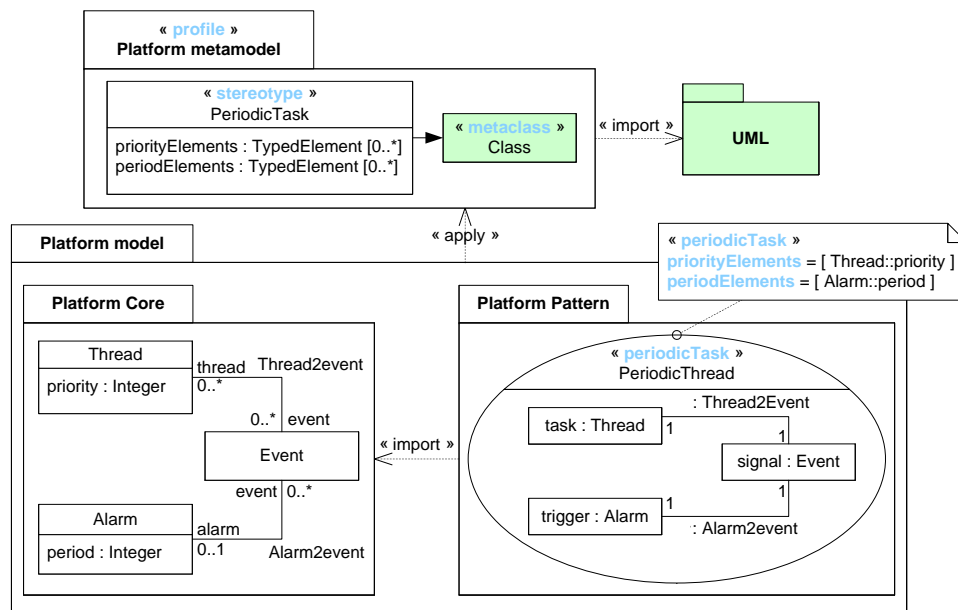 « profile »
Platform metamodel
« stereotype »
PeriodicTask
priorityElements : TypedElement [0..*]
periodElements : TypedElement [0..*]
« metaclass »
Class
« import »
UML
« apply »
Platform model
« periodicTask »
priorityElements = [ Thread::priority ]
periodElements = [ Alarm::period ]
Platform Core
Thread
priority : Integer
thread
0..*
Thread2event
0..*
event
Event
event
0..*
Alarm
period : Integer
alarm
0..1
Alarm2event
« import »
Platform Pattern
« periodicTask »
PeriodicThread
: Thread2Event
task : Thread
1
1
signal : Event
1
trigger : Alarm
1
: Alarm2event